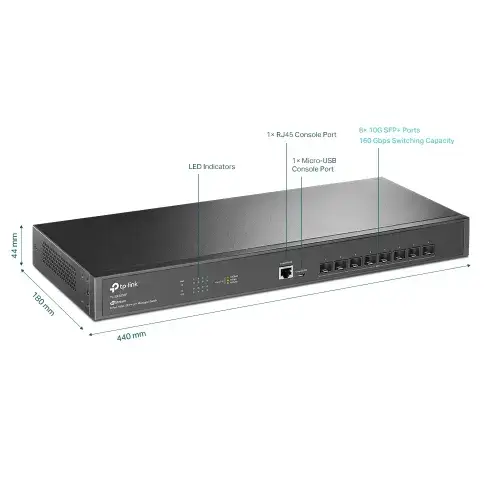 1× RJ45 Console Port
8× 10G SFP+ Ports
160 Gbps Switching Capacity
LED Indicators
1× Micro-USB
Console Port
44 mm
180 mm
440 mm
tp-link